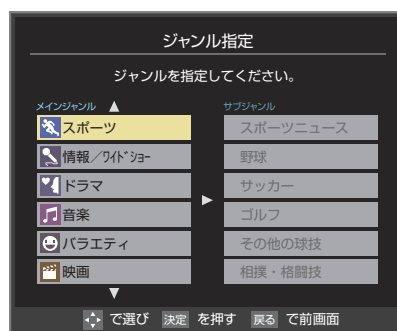 ジャンル指定
ジャンルを指定してください。
メインジャンル
サブジャンル
スポーツ
スポーツニュース
情報／ﾜｲﾄﾞｼｮｰ
野球
ドラマ
サッカー
音楽
ゴルフ
バラエティ
その他の球技
映画
相撲・格闘技
で選び 決定 を押す 戻る で前画面